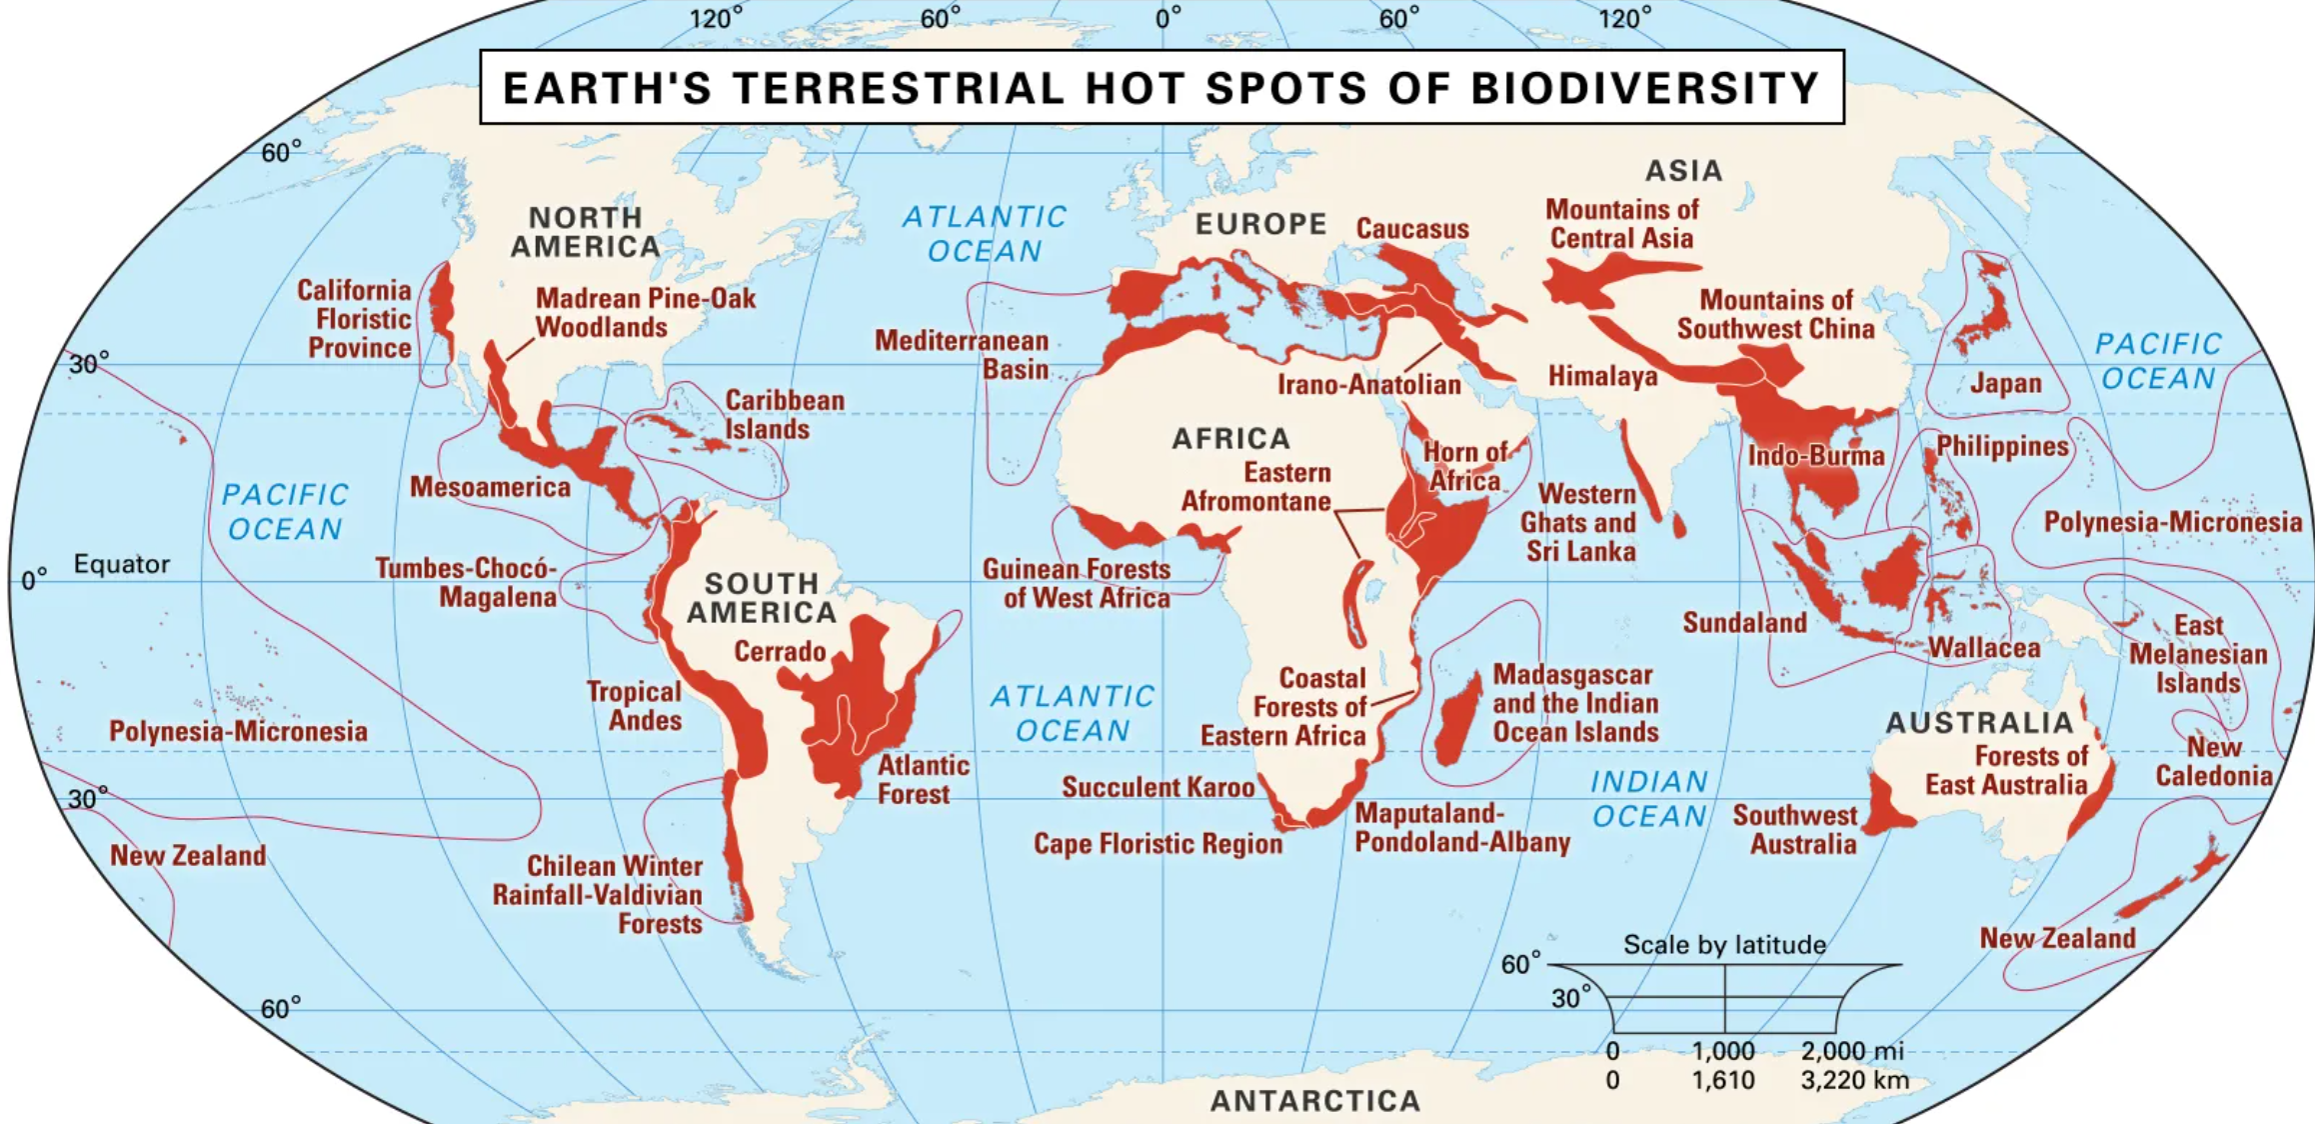 120°
60°
0°
60°
120°
EARTH'S TERRESTRIAL HOT SPOTS OF BIODIVERSITY
60°
ASIA
NORTH
AMERICA
ATLANTIC
OCEAN
EUROPE
Caucasus
Mountains of
Central Asia
California
Floristic
Province
Madrean Pine-Oak
Woodlands
Mountains of
Southwest China
Mediterranean
Basin
PACIFIC
OCEAN
30°
Irano-Anatolian
Himalaya
Japan
Caribbean
Islands
AFRICA
Horn of
Africa
Eastern
Afromontane
Indo-Burma
Philippines
Mesoamerica
PACIFIC
OCEAN
Western
Ghats and
Sri Lanka
Polynesia-Micronesia
Equator
0°
Tumbes-Chocó-
Magalena
SOUTH
AMERICA
Guinean Forests
of West Africa
Sundaland
Wallacea
East
Melanesian
Islands
Cerrado
Tropical
Andes
ATLANTIC
OCEAN
Coastal
Forests of
Eastern Africa
Madagascar
and the Indian
Ocean Islands
Polynesia-Micronesia
AUSTRALIA
Forests of
East Australia
New
Caledonia
Atlantic
Forest
Succulent Karoo
INDIAN
OCEAN
30°
Southwest
Australia
Maputaland-
Pondoland-Albany
Cape Floristic Region
New Zealand
Chilean Winter
Rainfall-Valdivian
Forests
New Zealand
Scale by latitude
60°
30°
60°
0 1,000 2,000 mi
0 1,610 3,220 km
ANTARCTICA